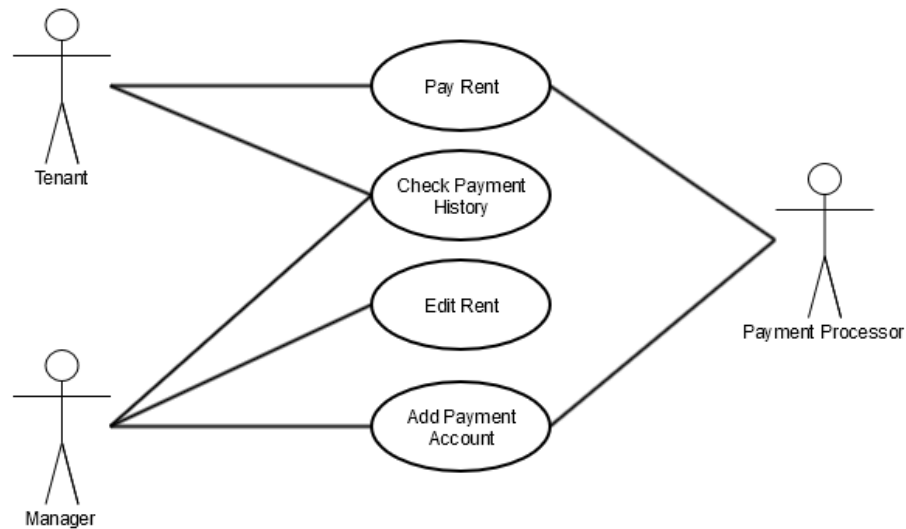 Pay Rent
Tenant
Check Payment
History
Edit Rent
Payment Processor
Add Payment
Account
Manager